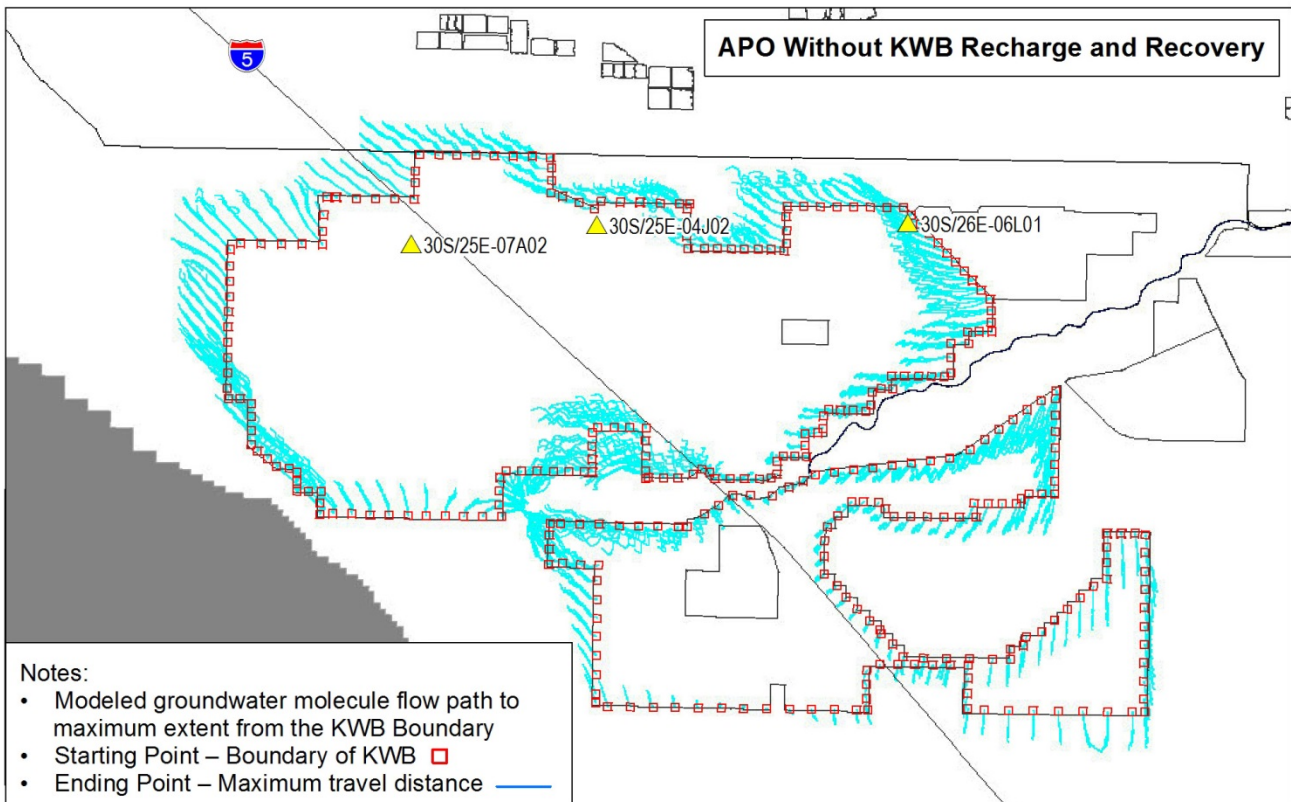 APO Without KWB Recharge and Recovery
5
30S/25E-07A02
30S/25E-04J02
30S/26E-06L01
Notes:
• Modeled groundwater molecule flow path to
maximum extent from the KWB Boundary
• Starting Point – Boundary of KWB
• Ending Point – Maximum travel distance